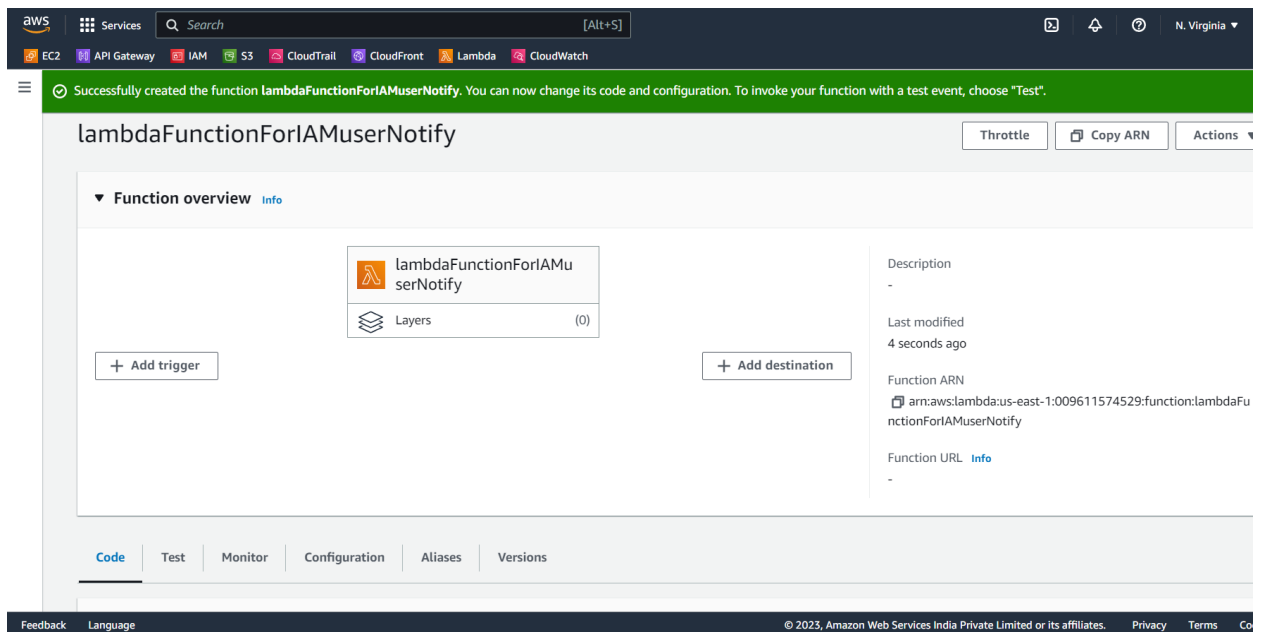 aws Services Search [Alt+S] N. Virginia
EC2 API Gateway IAM S3 CloudTrail CloudFront Lambda CloudWatch
Successfully created the function lambdaFunctionForIAMuserNotify. You can now change its code and configuration. To invoke your function with a test event, choose "Test".
lambdaFunctionForIAMuserNotify
Throttle Copy ARN Actions
Function overview Info
lambdaFunctionForIAMu
serNotify
Layers (0)
+ Add trigger
+ Add destination
Description
-
Last modified
4 seconds ago
Function ARN
arn:aws:lambda:us-east-1:009611574529:function:lambdaFu
nctionForIAMuserNotify
Function URL Info
-
Code Test Monitor Configuration Aliases Versions
Feedback Language © 2023, Amazon Web Services India Private Limited or its affiliates. Privacy Terms Co